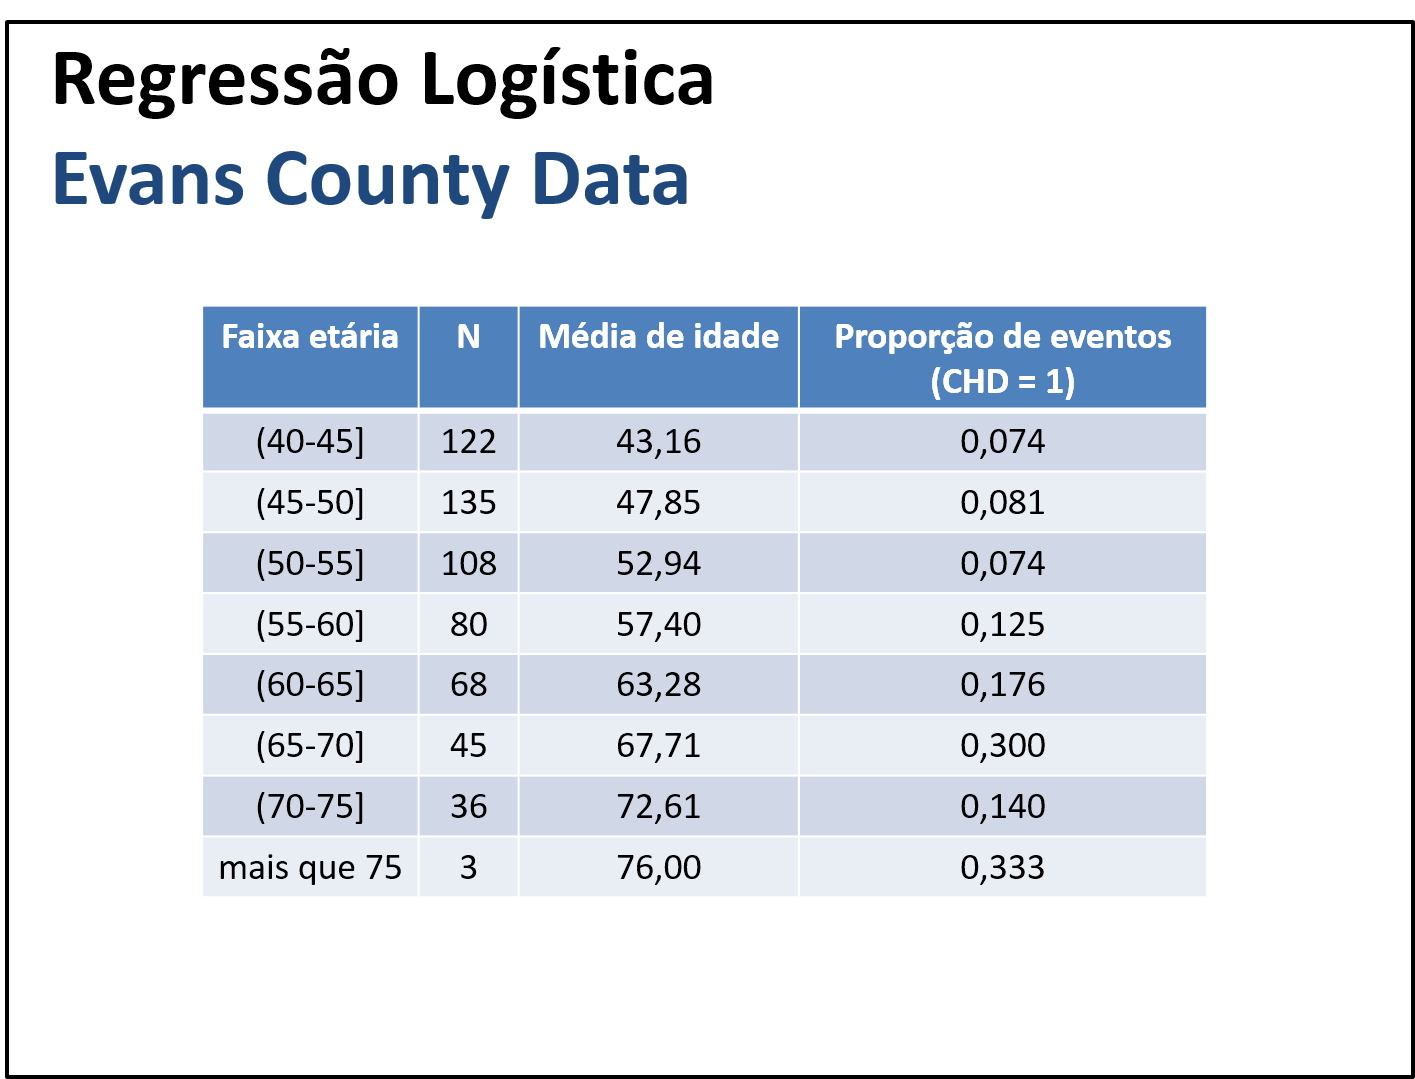 Regressão Logística
Evans County Data
Faixa etária N Média de idade Proporção de eventos
(CHD = 1)
(40-45] 122 43,16 0,074
(45-50] 135 47,85 0,081
(50-55] 108 52,94 0,074
(55-60] 80 57,40 0,125
(60-65] 68 63,28 0,176
(65-70] 45 67,71 0,300
(70-75] 36 72,61 0,140
mais que 75 3 76,00 0,333